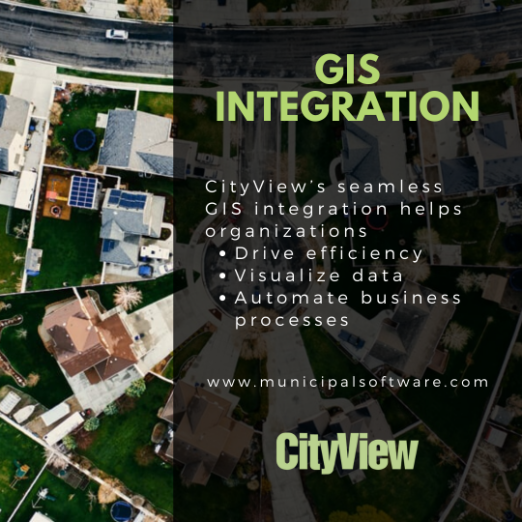 GIS
INTEGRATION
CityView's seamless
GIS integration helps
organizations
• Drive efficiency
• Visualize data
• Automate business
processes
www.municipalsoftware.com
CityView